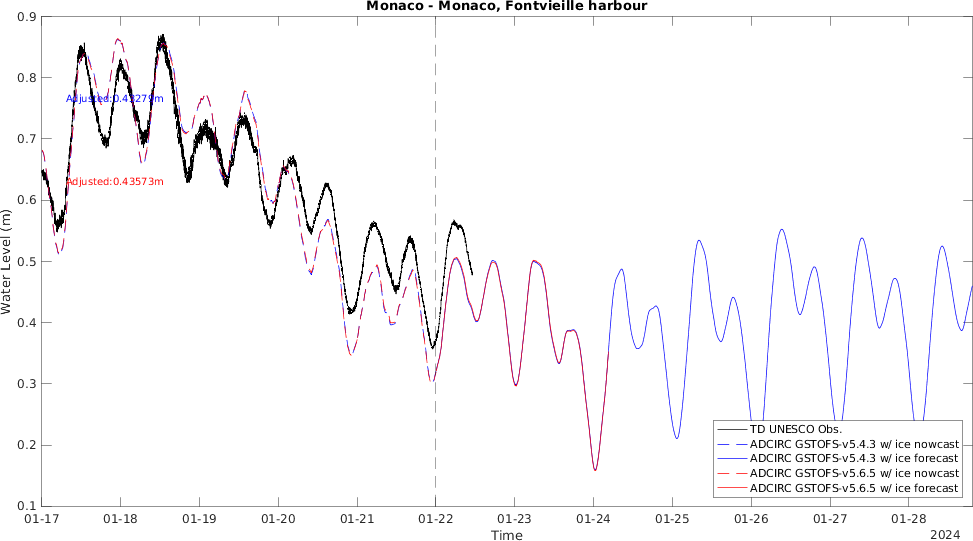 Monaco - Monaco, Fontvieille harbour
0.9
0.8
0.7
0.6
0.5
0.4
0.3
0.2
0.1
Water Level (m)
Adjusted:0.43279m
Adjusted:0.43573m
TD UNESCO Obs.
ADCIRC GSTOFS-v5.4.3 w/ ice nowcast
ADCIRC GSTOFS-v5.4.3 w/ ice forecast
ADCIRC GSTOFS-v5.6.5 w/ ice nowcast
ADCIRC GSTOFS-v5.6.5 w/ ice forecast
01-17 01-18 01-19 01-20 01-21 01-22 01-23 01-24 01-25 01-26 01-27 01-28
Time
2024